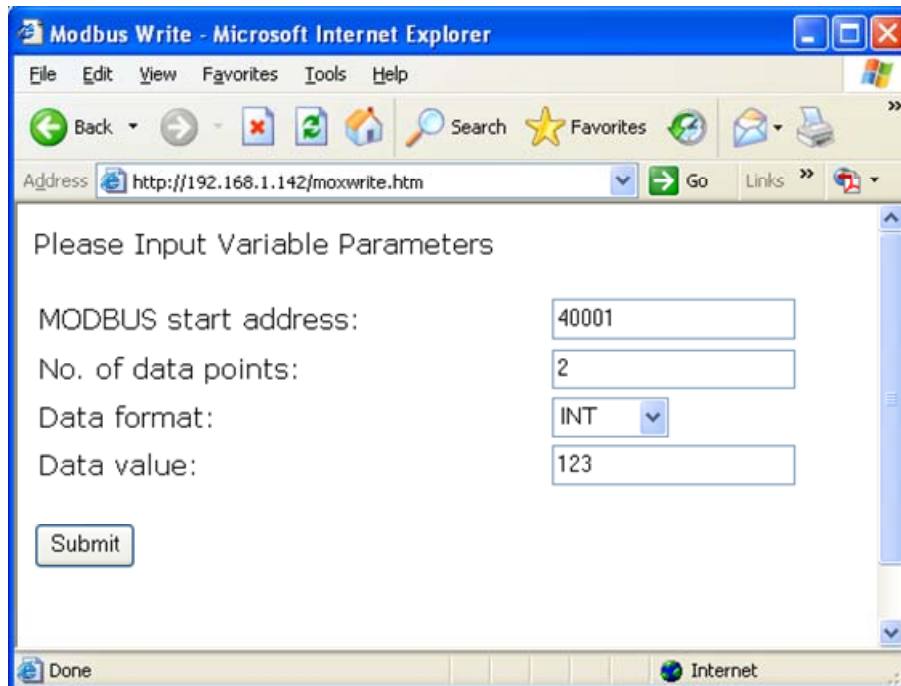 Modbus Write - Microsoft Internet Explorer
File Edit View Favorites Tools Help
Back Search Favorites »
Address http://192.168.1.142/moxwrite.htm Go Links »
Please Input Variable Parameters
MODBUS start address: 40001
No. of data points: 2
Data format: INT
Data value: 123
Submit
Done Internet